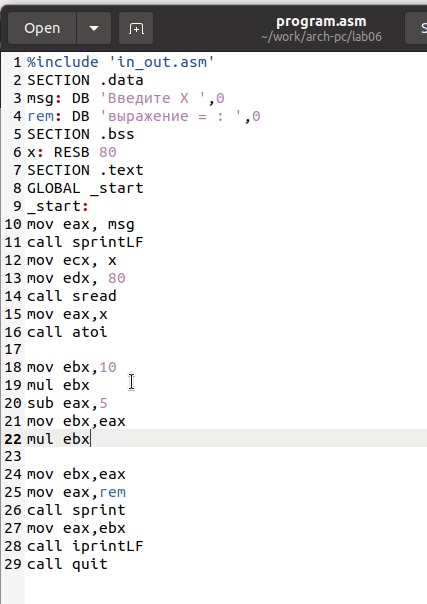 Open
program.asm
~/work/arch-pc/lab06
S
1 %include 'in_out.asm'
2 SECTION .data
3 msg: DB 'Введите X ',0
4 rem: DB 'выражение = : ',0
5 SECTION .bss
6 x: RESB 80
7 SECTION .text
8 GLOBAL _start
9 _start:
10 mov eax, msg
11 call sprintLF
12 mov ecx, x
13 mov edx, 80
14 call sread
15 mov eax,x
16 call atoi
17
18 mov ebx,10
19 mul ebx
20 sub eax,5
21 mov ebx,eax
22 mul ebx
23
24 mov ebx,eax
25 mov eax,rem
26 call sprint
27 mov eax,ebx
28 call iprintLF
29 call quit